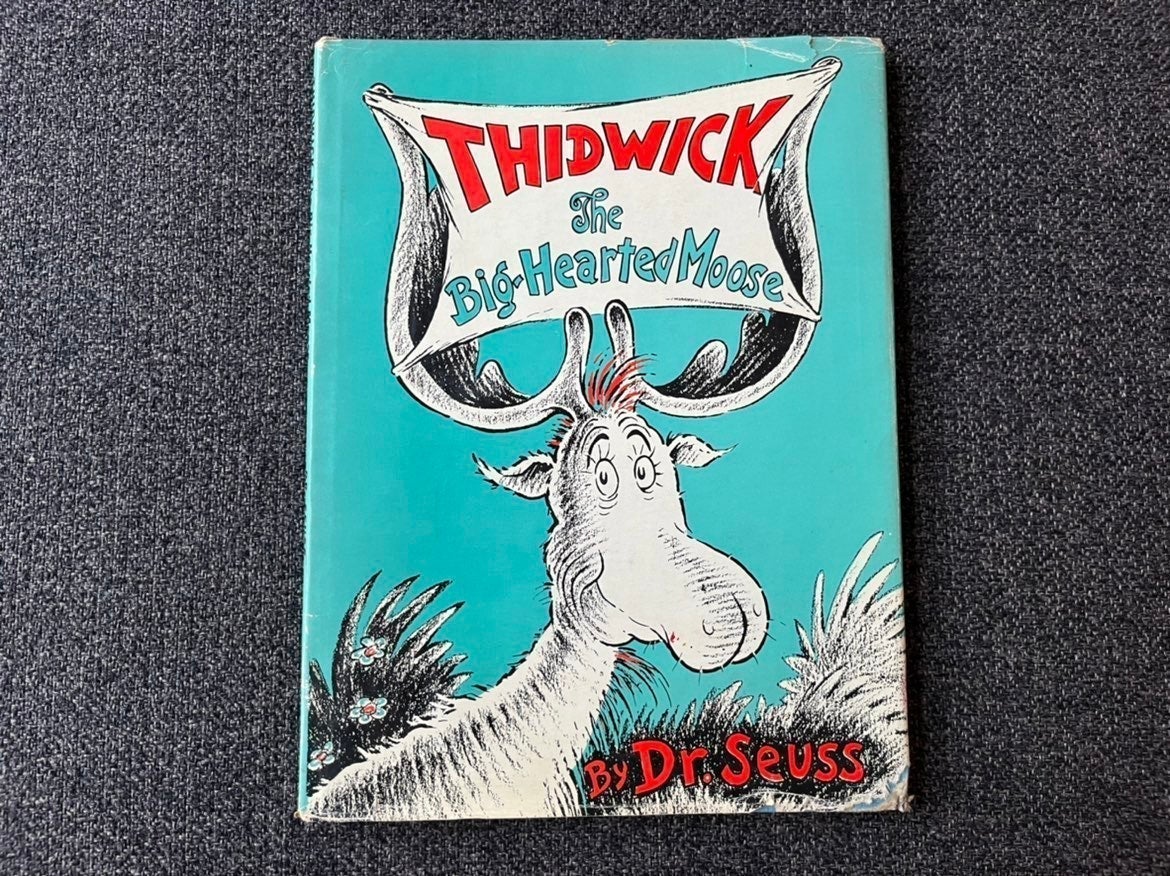 THIDWICK
The
Big-Hearted Moose
By Dr. Seuss